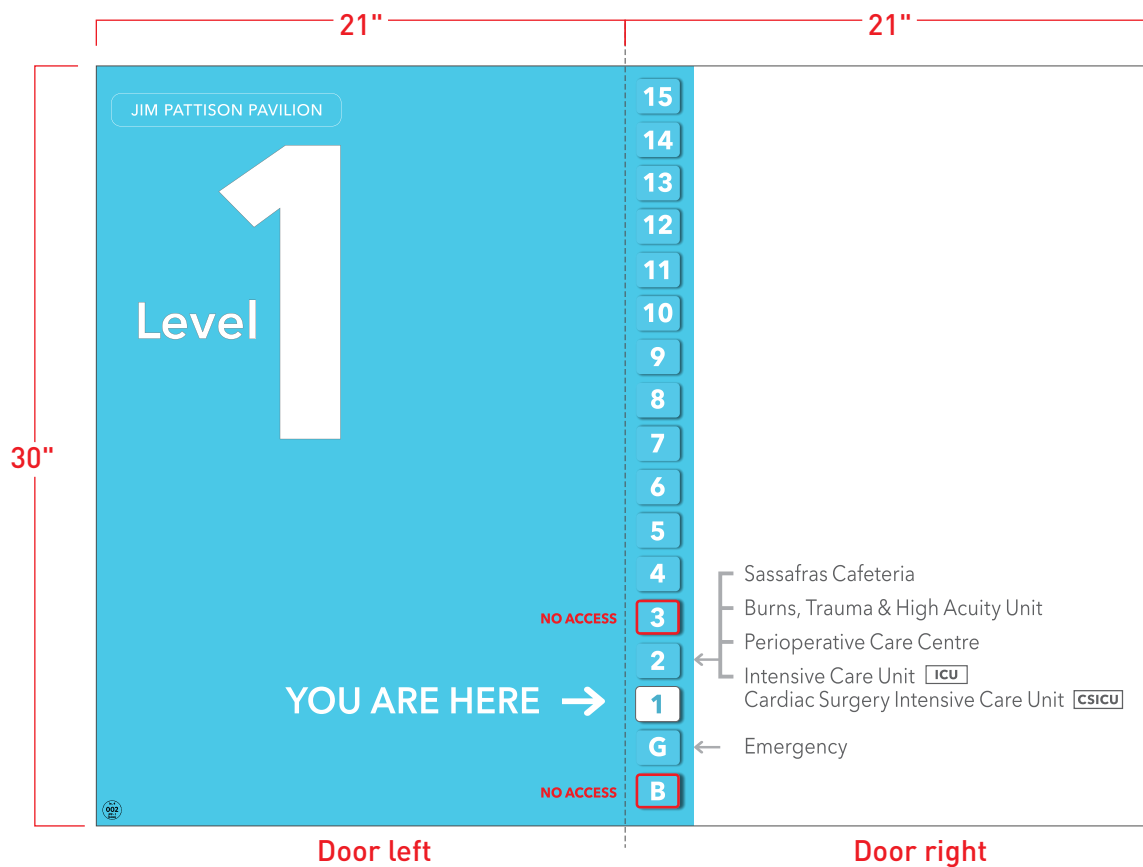 21" 21"
JIM PATTISON PAVILION
Level 1
30"
15
14
13
12
11
10
9
8
7
6
5
4
NO ACCESS 3
2
Sassafras Cafeteria
Burns, Trauma & High Acuity Unit
Perioperative Care Centre
Intensive Care Unit ICU
Cardiac Surgery Intensive Care Unit CSICU
YOU ARE HERE → 1
G ← Emergency
NO ACCESS B
002
Door left Door right